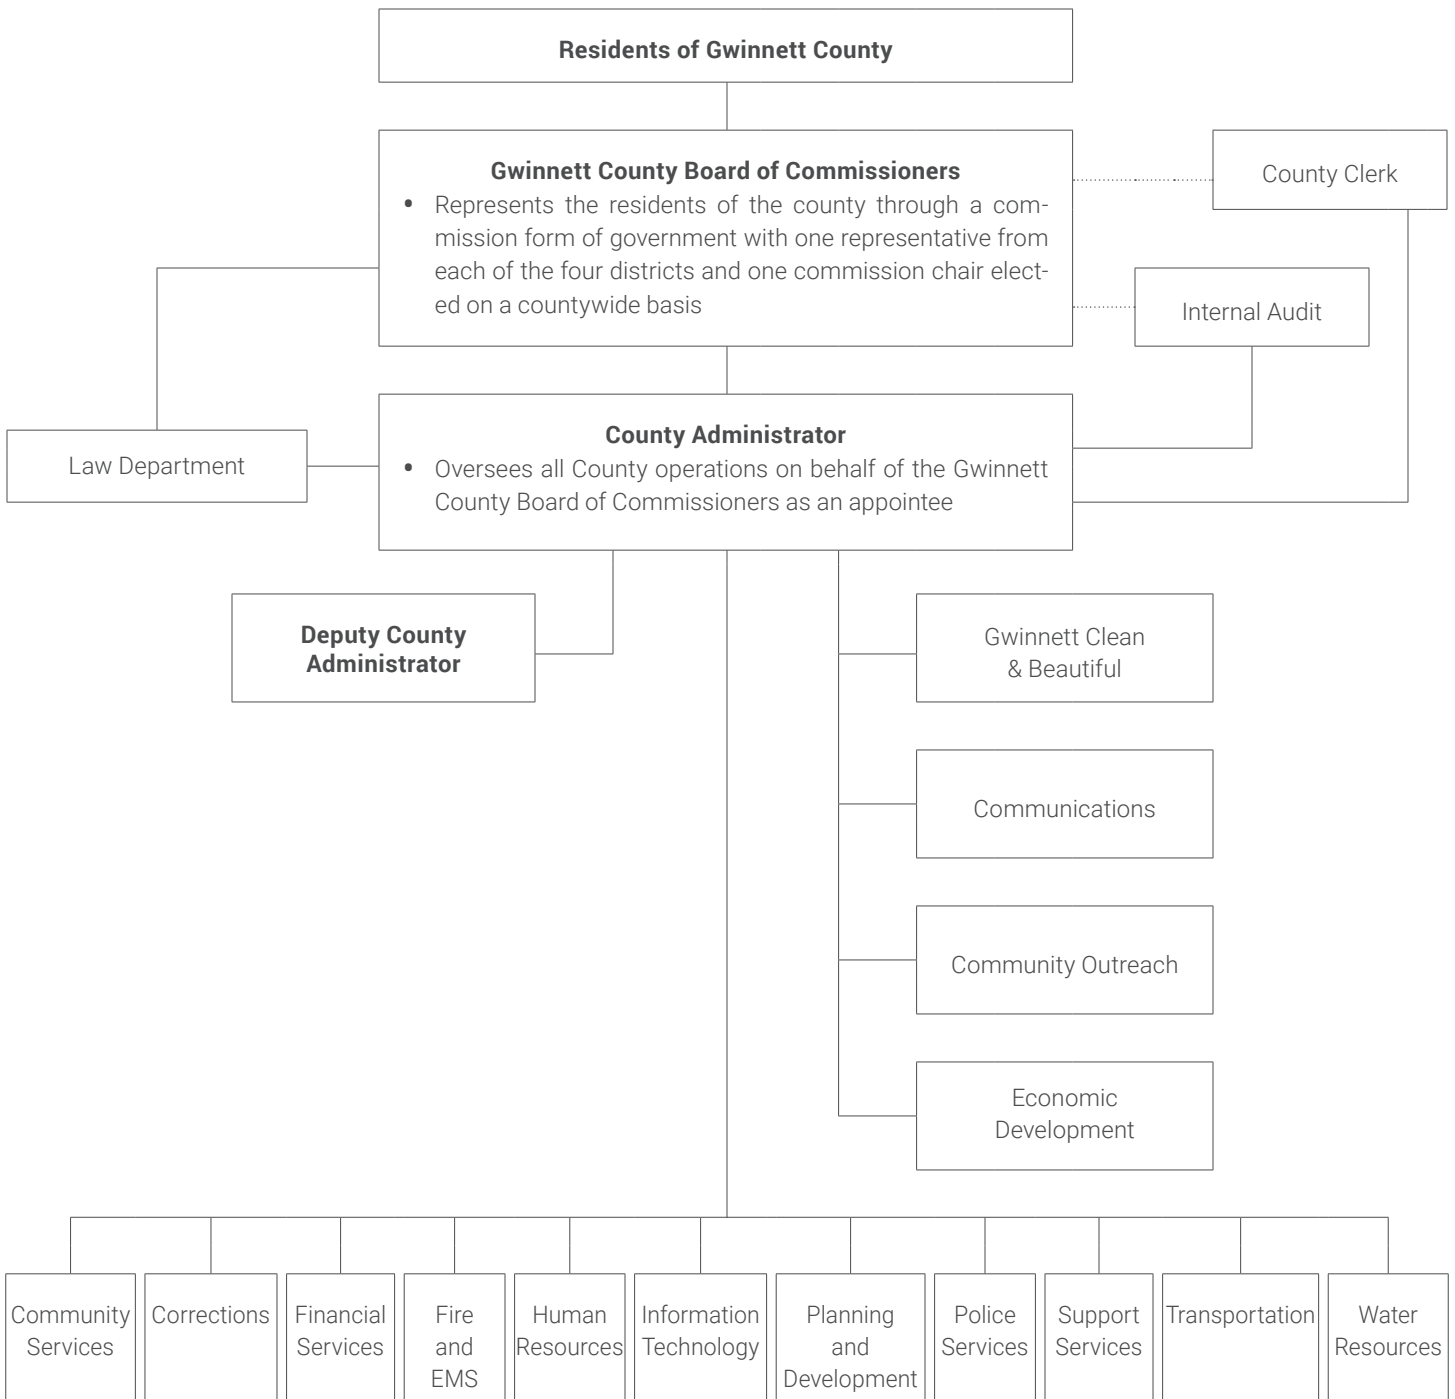 Residents of Gwinnett County
Gwinnett County Board of Commissioners
• Represents the residents of the county through a com-
mission form of government with one representative from
each of the four districts and one commission chair elect-
ed on a countywide basis
County Clerk
Internal Audit
County Administrator
• Oversees all County operations on behalf of the Gwinnett
County Board of Commissioners as an appointee
Law Department
Deputy County
Administrator
Gwinnett Clean
& Beautiful
Communications
Community Outreach
Economic
Development
Community
Services
Corrections
Financial
Services
Fire
and
EMS
Human
Resources
Information
Technology
Planning
and
Development
Police
Services
Support
Services
Transportation
Water
Resources